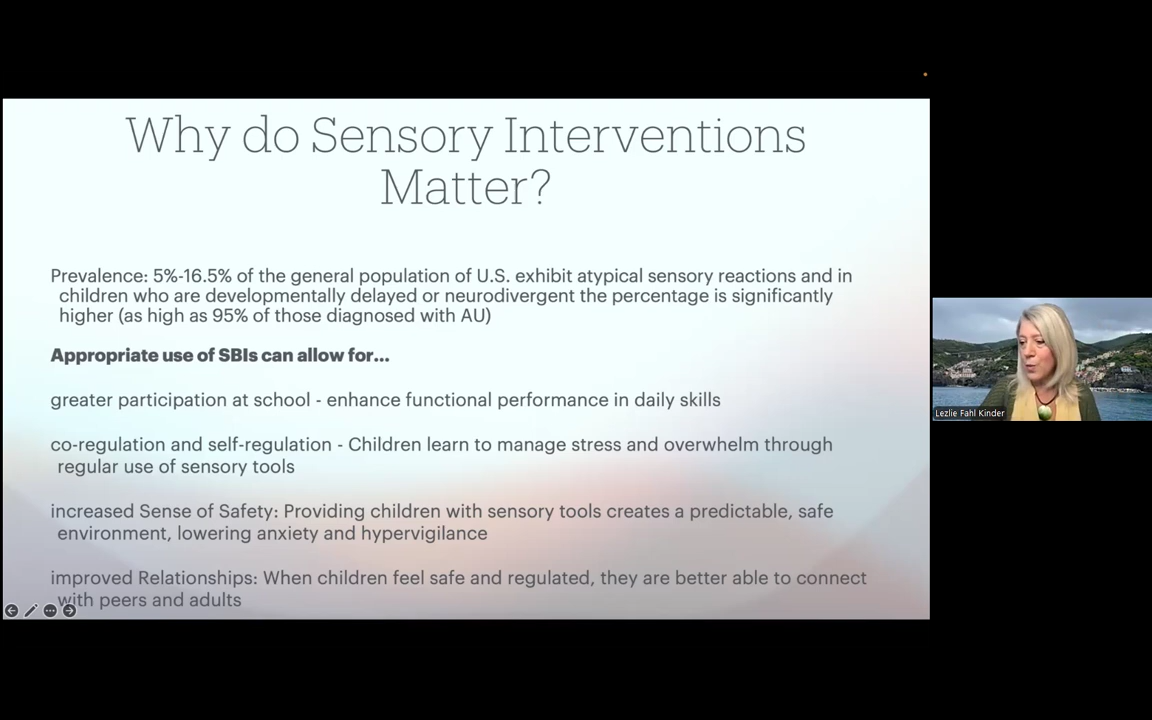 Why do Sensory Interventions
Matter?
Prevalence: 5%-16.5% of the general population of U.S. exhibit atypical sensory reactions and in
children who are developmentally delayed or neurodivergent the percentage is significantly
higher (as high as 95% of those diagnosed with AU)
Appropriate use of SBIs can allow for...
greater participation at school - enhance functional performance in daily skills
co-regulation and self-regulation - Children learn to manage stress and overwhelm through
regular use of sensory tools
increased Sense of Safety: Providing children with sensory tools creates a predictable, safe
environment, lowering anxiety and hypervigilance
improved Relationships: When children feel safe and regulated, they are better able to connect
with peers and adults
Lezlie Fahl Kinder